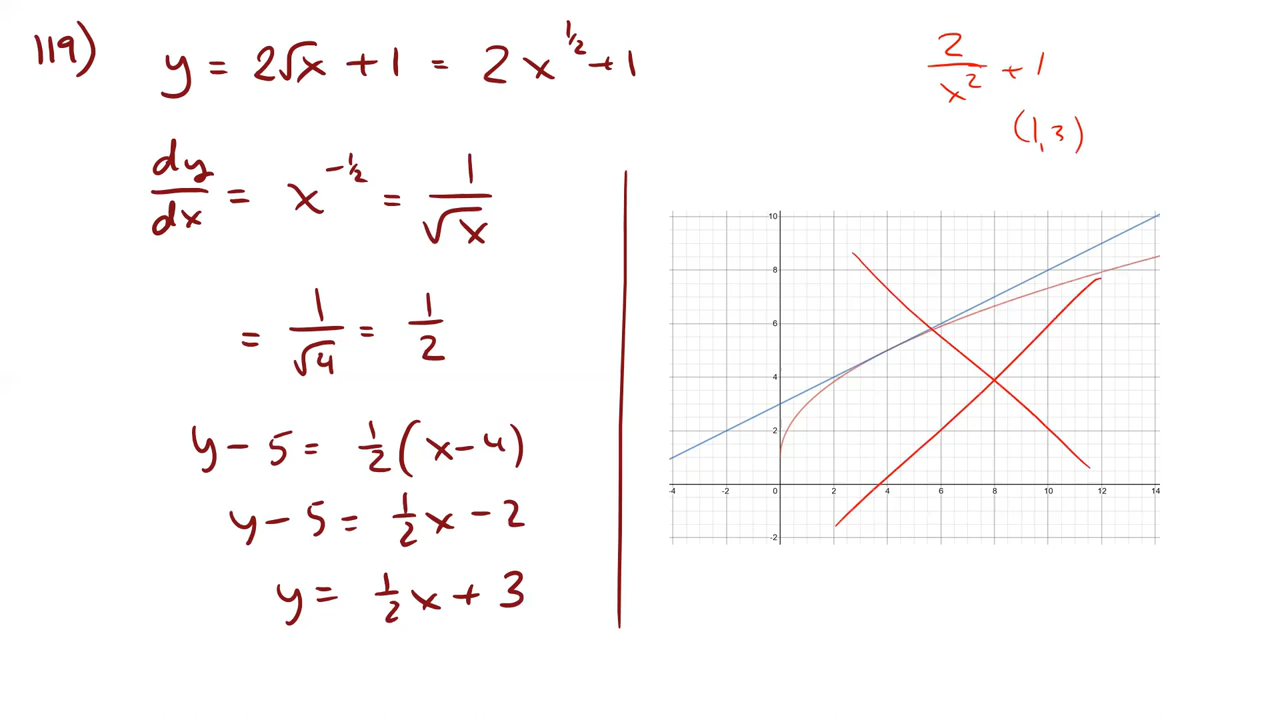 119) y = 2√x + 1 = 2x^{1/2} + 1
dy/dx = x^{-1/2} = 1/√x
= 1/√4 = 1/2
y - 5 = 1/2(x - 4)
y - 5 = 1/2x - 2
y = 1/2x + 3
2/x^2 + 1
(1,3)
10
8
6
4
2
-4 -2 0 2 4 6 8 10 12 14
-2